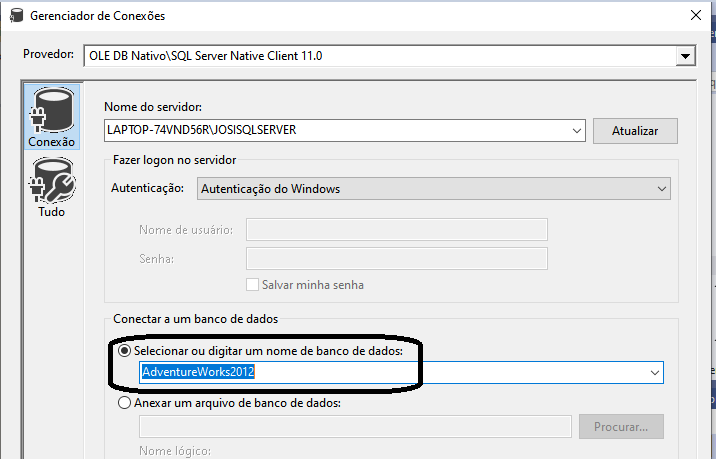 Gerenciador de Conexões
Provedor: OLE DB Nativo\SQL Server Native Client 11.0
Conexão
Tudo
Nome do servidor:
LAPTOP-74VND56R\JOSISQLSERVER
Atualizar
Fazer logon no servidor
Autenticação: Autenticação do Windows
Nome de usuário:
Senha:
Salvar minha senha
Conectar a um banco de dados
Selecionar ou digitar um nome de banco de dados:
AdventureWorks2012
Anexar um arquivo de banco de dados:
Procurar...
Nome lógico: